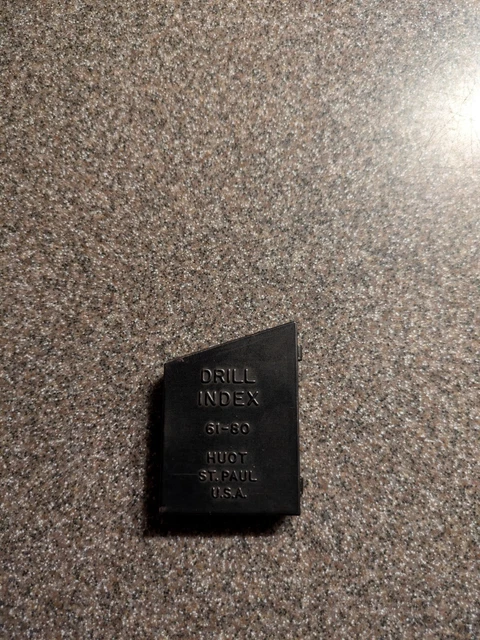 DRILL
INDEX
61-80
HUOT
ST. PAUL
U.S.A.